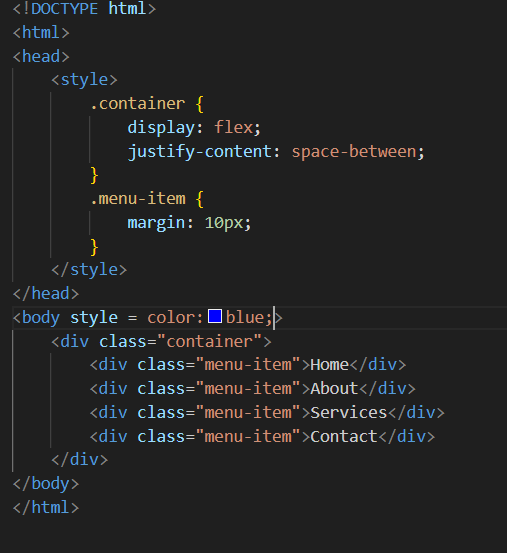 <!DOCTYPE html>
<html>
<head>
    <style>
        .container {
            display: flex;
            justify-content: space-between;
        }
        .menu-item {
            margin: 10px;
        }
    </style>
</head>
<body style = color:blue;>
    <div class="container">
        <div class="menu-item">Home</div>
        <div class="menu-item">About</div>
        <div class="menu-item">Services</div>
        <div class="menu-item">Contact</div>
    </div>
</body>
</html>